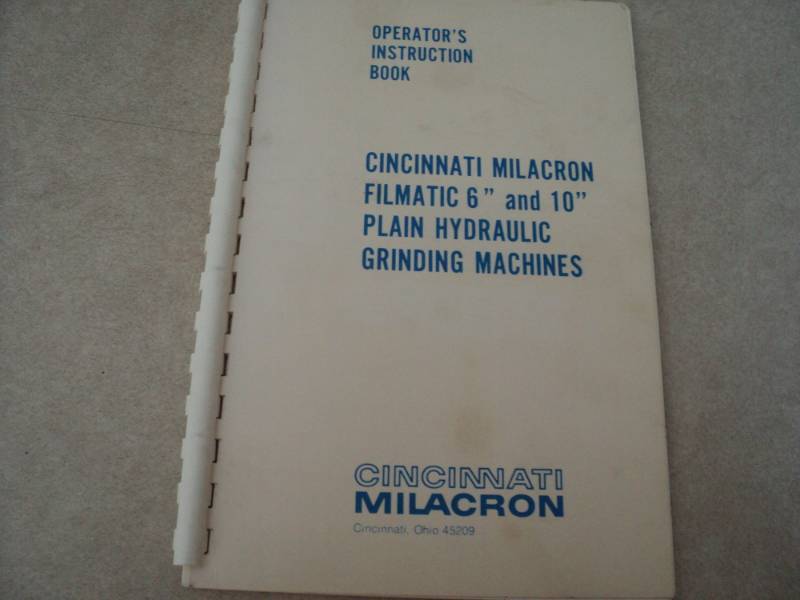 OPERATOR'S
INSTRUCTION
BOOK
CINCINNATI MILACRON
FILMATIC 6" and 10"
PLAIN HYDRAULIC
GRINDING MACHINES
CINCINNATI
MILACRON
Cincinnati, Ohio 45209